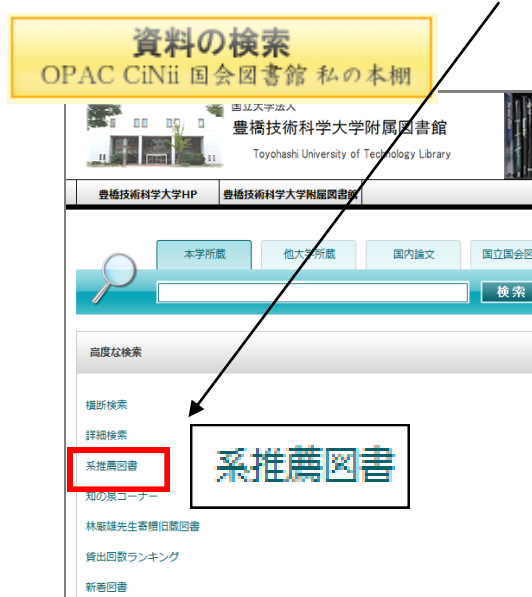 資料の検索
OPAC CiNii 国会図書館 私の本棚
国立大学法人
豊橋技術科学大学附属図書館
Toyohashi University of Technology Library
豊橋技術科学大学HP 豊橋技術科学大学附属図書館
本学所蔵 他大学所蔵 国内論文 国立国会図
検索
高度な検索
横断検索
詳細検索
系推薦図書
系推薦図書
知の泉コーナー
林厳雄先生寄贈旧蔵図書
貸出回数ランキング
新着図書